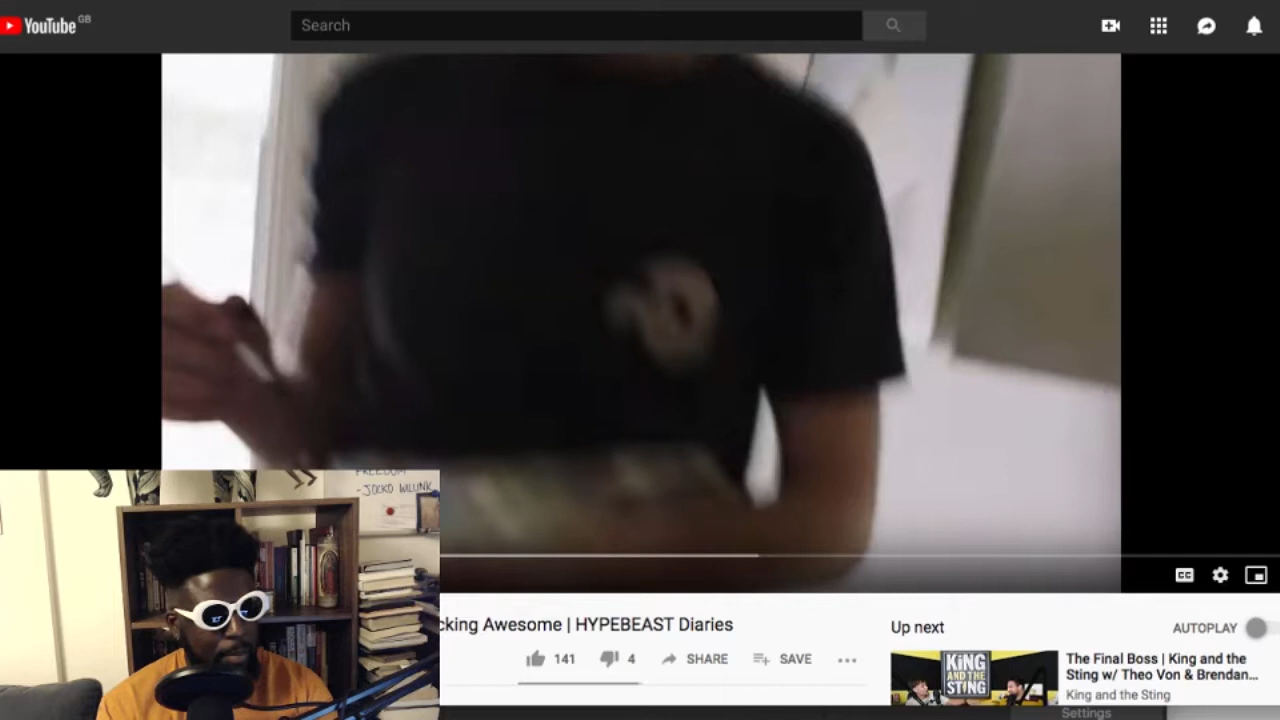 YouTube GB
Search
FREEDOM
-JOCKO WILLINK
cking Awesome | HYPEBEAST Diaries
141
4
SHARE
SAVE
Up next
AUTOPLAY
KING
AND THE
STING
The Final Boss | King and the
Sting w/ Theo Von & Brendan...
King and the Sting
Settings
CC